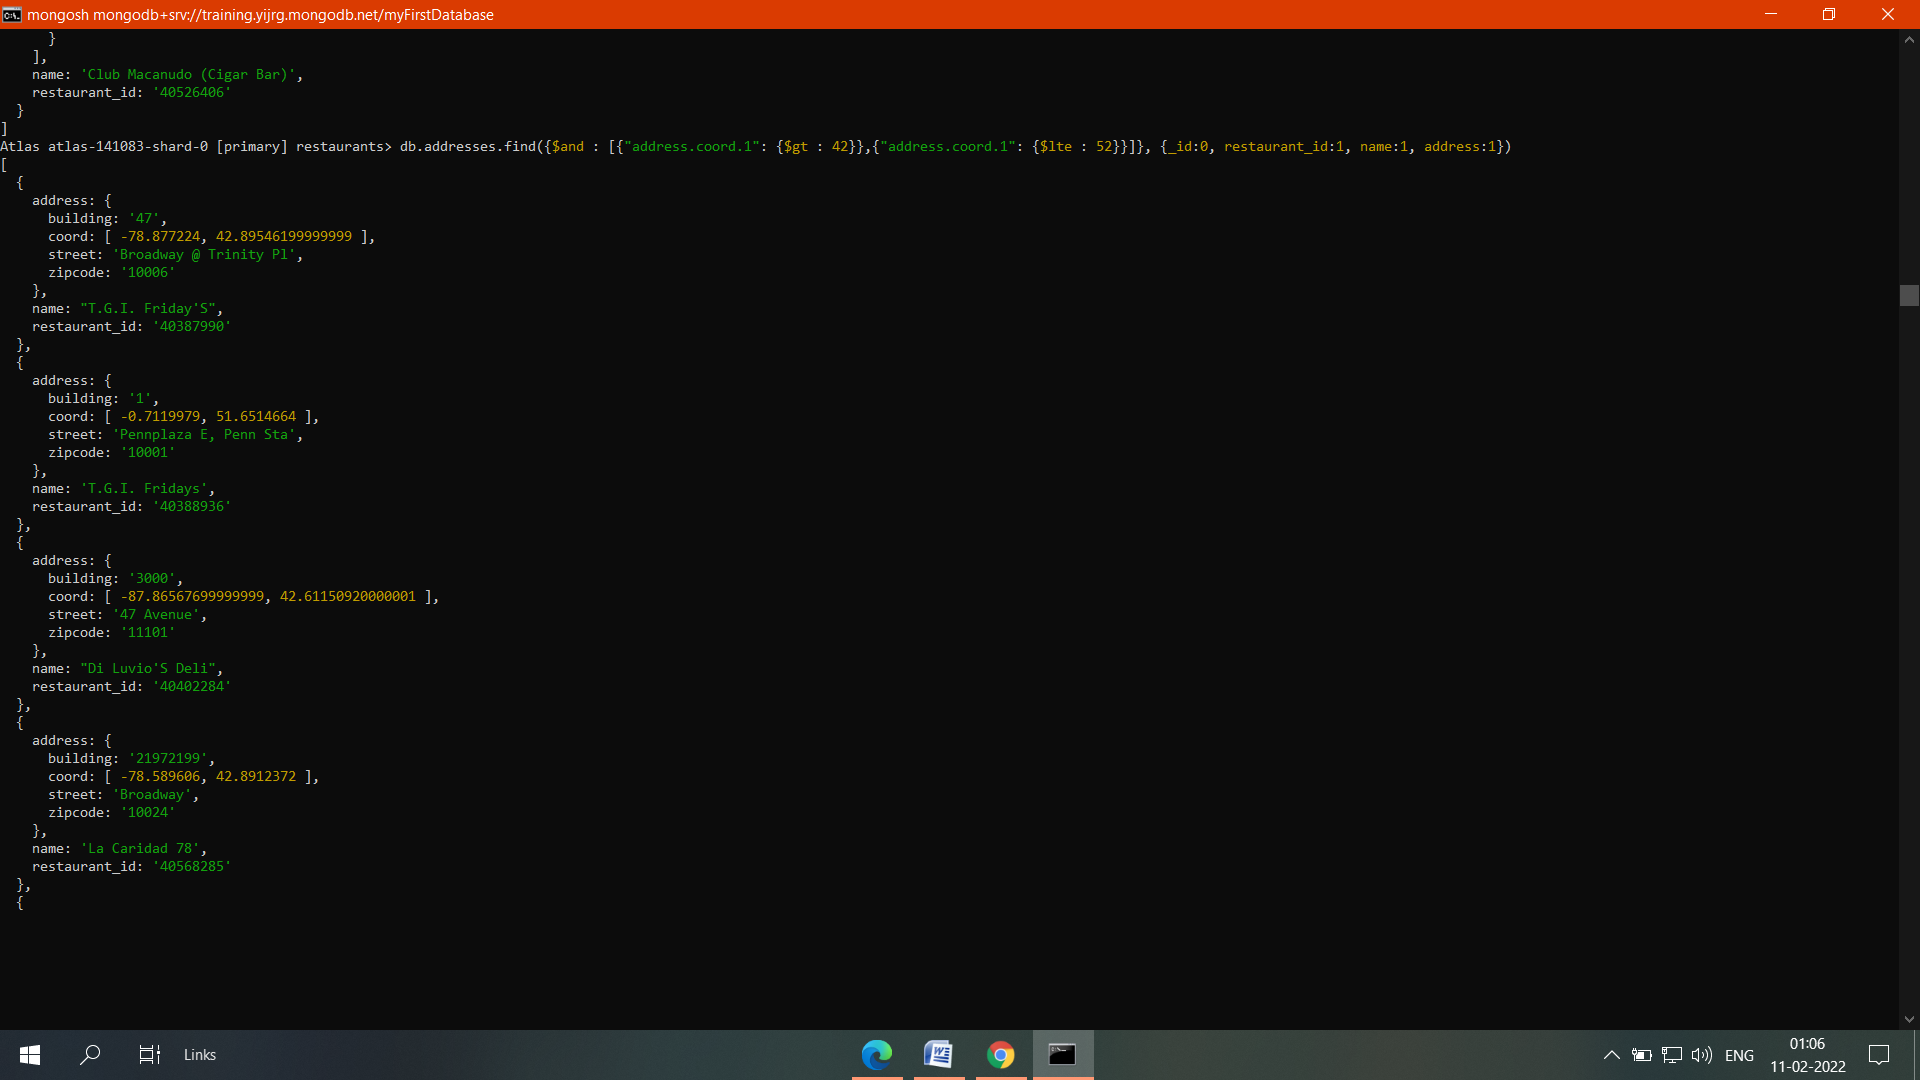 mongosh mongodb+srv://training.yijrg.mongodb.net/myFirstDatabase
      }
    ],
    name: 'Club Macanudo (Cigar Bar)',
    restaurant_id: '40526406'
  }
]
Atlas atlas-141083-shard-0 [primary] restaurants> db.addresses.find({$and : [{"address.coord.1": {$gt : 42}},{"address.coord.1": {$lte : 52}}]}, {_id:0, restaurant_id:1, name:1, address:1})
[
  {
    address: {
      building: '47',
      coord: [ -78.877224, 42.89546199999999 ],
      street: 'Broadway @ Trinity Pl',
      zipcode: '10006'
    },
    name: "T.G.I. Friday'S",
    restaurant_id: '40387990'
  },
  {
    address: {
      building: '1',
      coord: [ -0.7119979, 51.6514664 ],
      street: 'Pennplaza E, Penn Sta',
      zipcode: '10001'
    },
    name: 'T.G.I. Fridays',
    restaurant_id: '40388936'
  },
  {
    address: {
      building: '3000',
      coord: [ -87.86567699999999, 42.61150920000001 ],
      street: '47 Avenue',
      zipcode: '11101'
    },
    name: "Di Luvio'S Deli",
    restaurant_id: '40402284'
  },
  {
    address: {
      building: '21972199',
      coord: [ -78.589606, 42.8912372 ],
      street: 'Broadway',
      zipcode: '10024'
    },
    name: 'La Caridad 78',
    restaurant_id: '40568285'
  },
  {
Links
ENG
01:06
11-02-2022